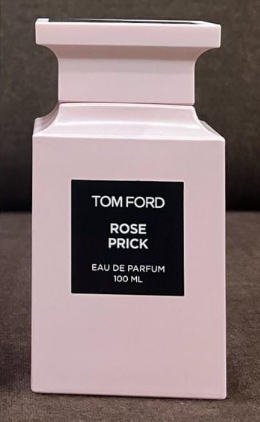 TOM FORD
ROSE
PRICK
EAU DE PARFUM
100 ML